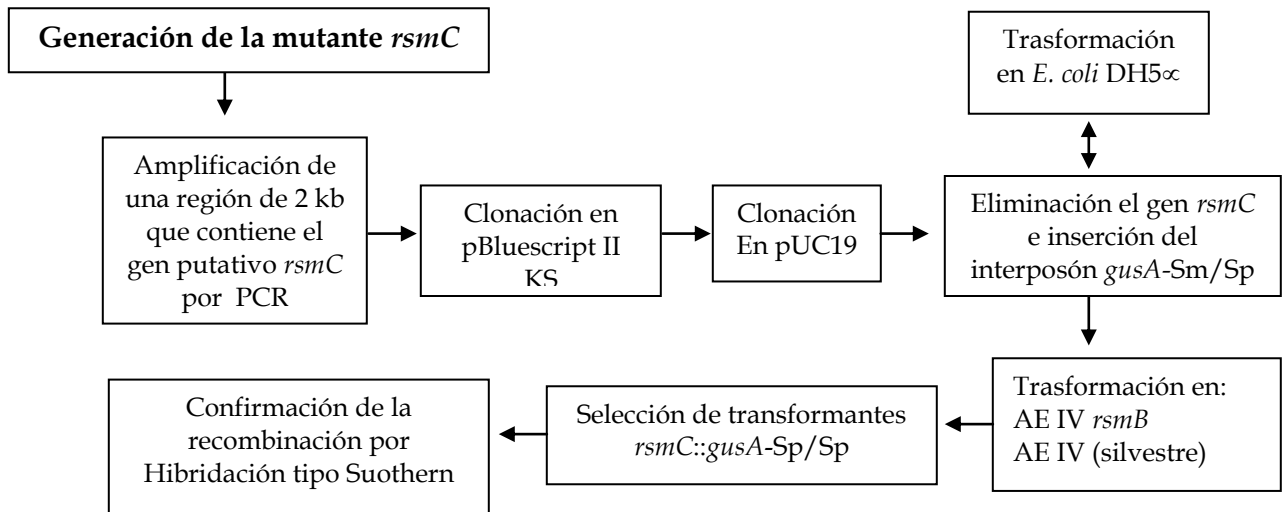 Generación de la mutante rsmC
Trasformación
en E. coli DH5∝
Amplificación de
una región de 2 kb
que contiene el
gen putativo rsmC
por PCR
Clonación en
pBluescript II
KS
Clonación
En pUC19
Eliminación el gen rsmC
e inserción del
interposón gusA-Sm/Sp
Trasformación en:
AE IV rsmB
AE IV (silvestre)
Selección de transformantes
rsmC::gusA-Sp/Sp
Confirmación de la
recombinación por
Hibridación tipo Suothern